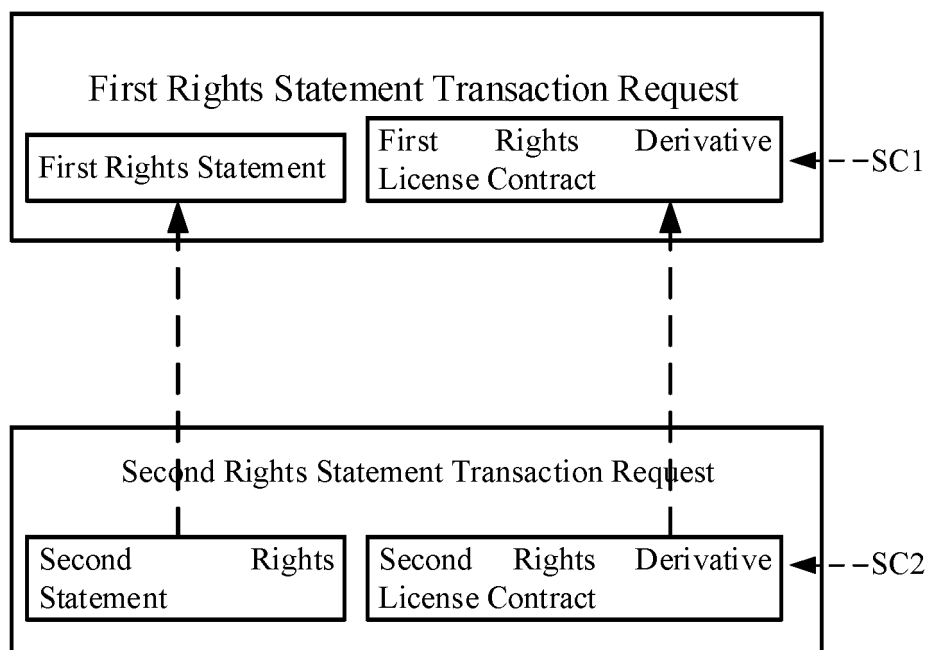 First Rights Statement Transaction Request
First Rights Statement
First Rights Derivative
License Contract
SC1
Second Rights Statement Transaction Request
Second Rights
Statement
Second Rights Derivative
License Contract
SC2